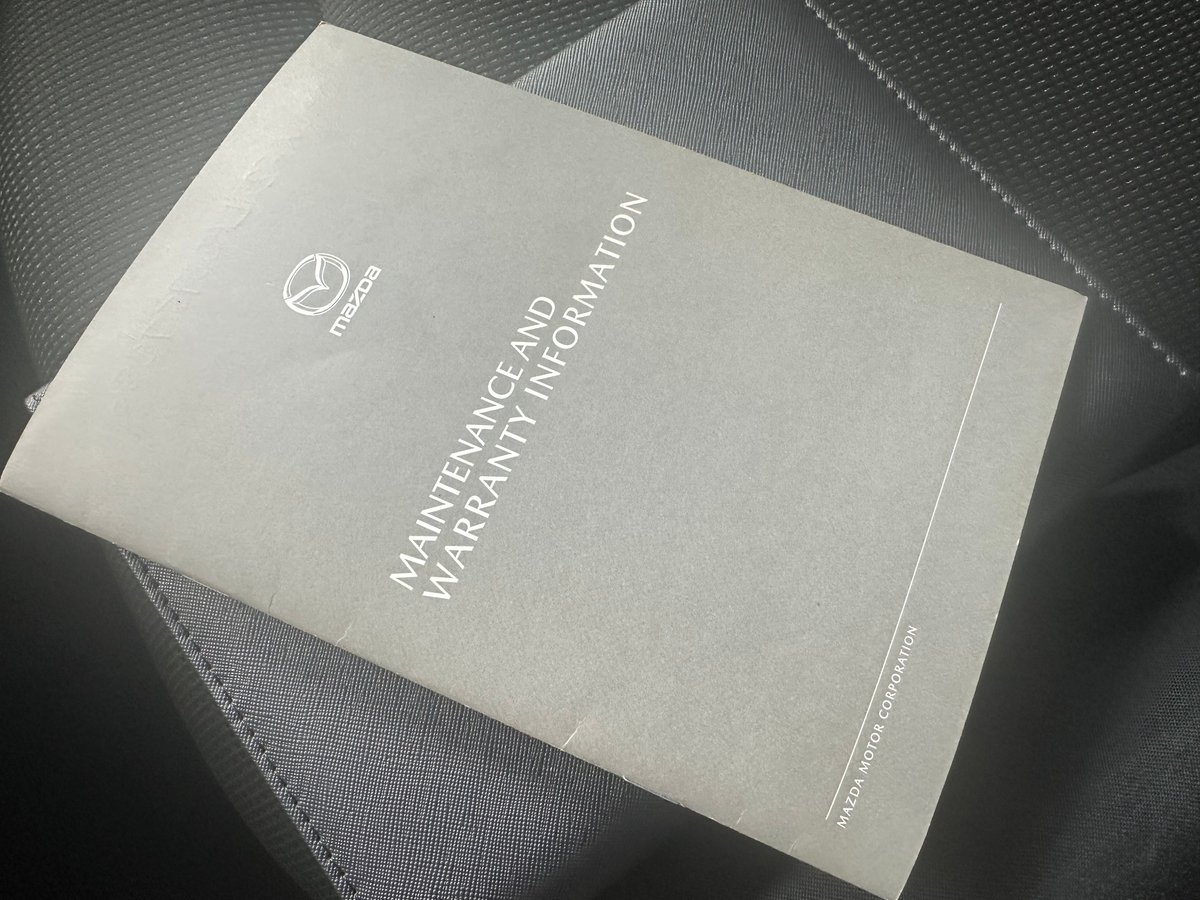 mazda
MAINTENANCE AND
WARRANTY INFORMATION
MAZDA MOTOR CORPORATION